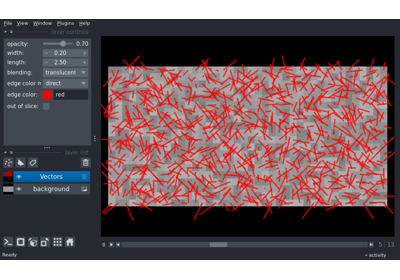 File View Window Plugins Help
layer controls
opacity: 0.70
width: 0.20
length: 2.50
blending: translucent
edge color m direct
edge color: red
out of slice:
layer list
Vectors
background
5 | 13
Ready
activity